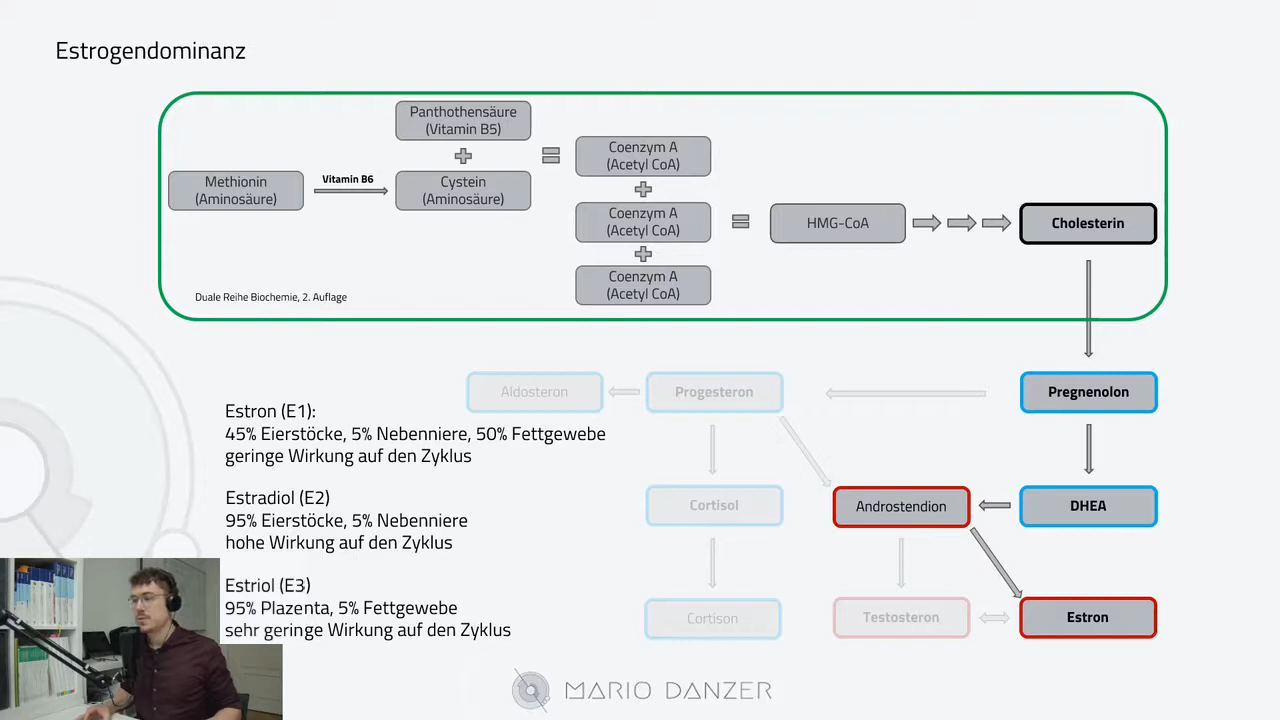 Estrogendominanz
Panthothensäure
(Vitamin B5)
Methionin
(Aminosäure)
Vitamin B6
Cystein
(Aminosäure)
Coenzym A
(Acetyl CoA)
Coenzym A
(Acetyl CoA)
Coenzym A
(Acetyl CoA)
HMG-CoA
Cholesterin
Duale Reihe Biochemie, 2. Auflage
Aldosteron
Progesteron
Pregnenolon
Cortisol
Androstendion
DHEA
Cortison
Testosteron
Estron
Estron (E1):
45% Eierstöcke, 5% Nebenniere, 50% Fettgewebe
geringe Wirkung auf den Zyklus
Estradiol (E2)
95% Eierstöcke, 5% Nebenniere
hohe Wirkung auf den Zyklus
Estriol (E3)
95% Plazenta, 5% Fettgewebe
sehr geringe Wirkung auf den Zyklus
MARIO DANZER